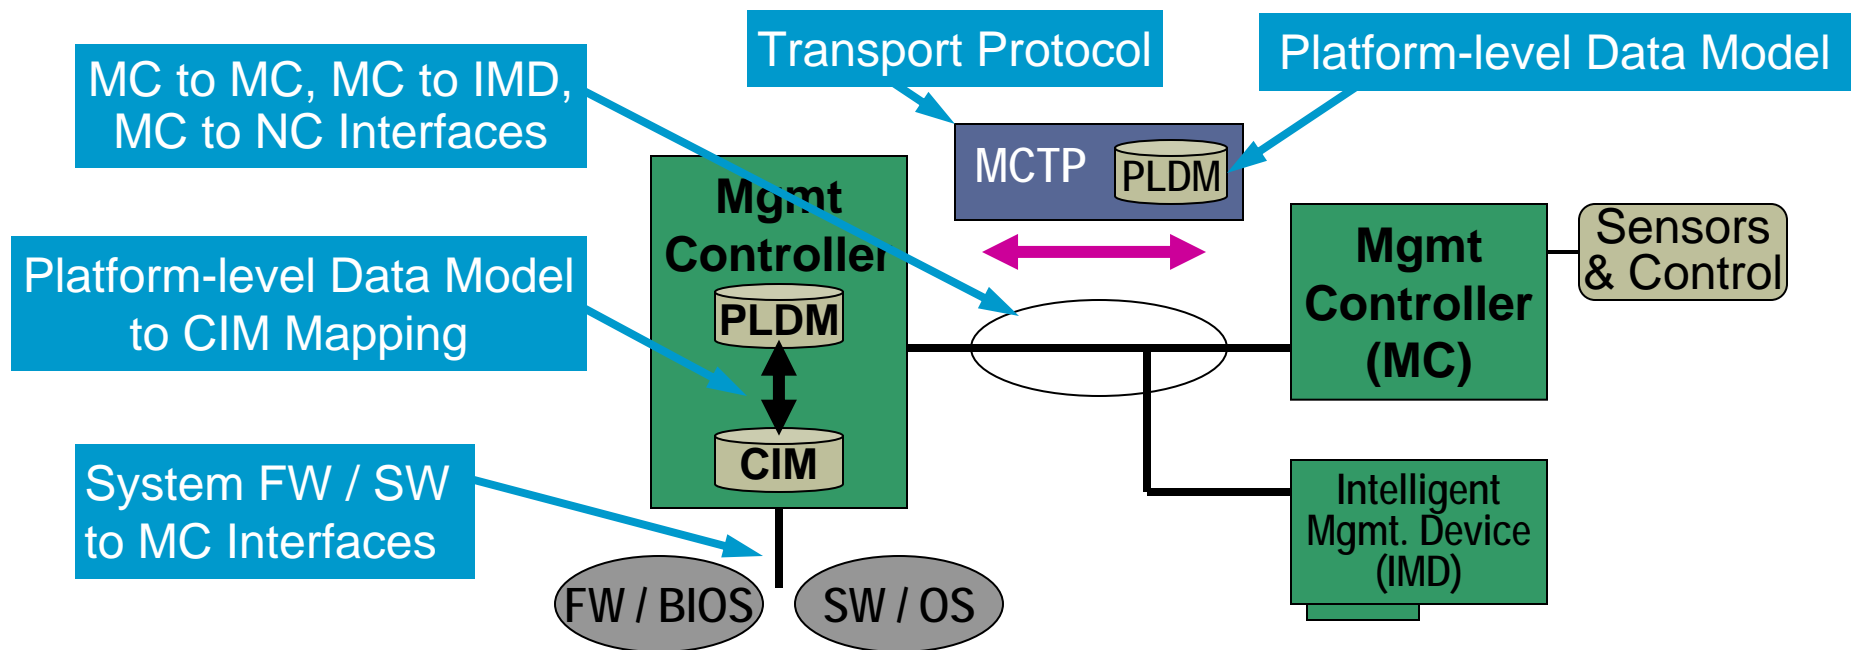 Transport Protocol
Platform-level Data Model
MC to MC, MC to IMD,
MC to NC Interfaces
MCTP
PLDM
Mgmt
Controller
PLDM
CIM
Platform-level Data Model
to CIM Mapping
Mgmt
Controller
(MC)
Sensors
& Control
System FW / SW
to MC Interfaces
Intelligent
Mgmt. Device
(IMD)
FW / BIOS
SW / OS